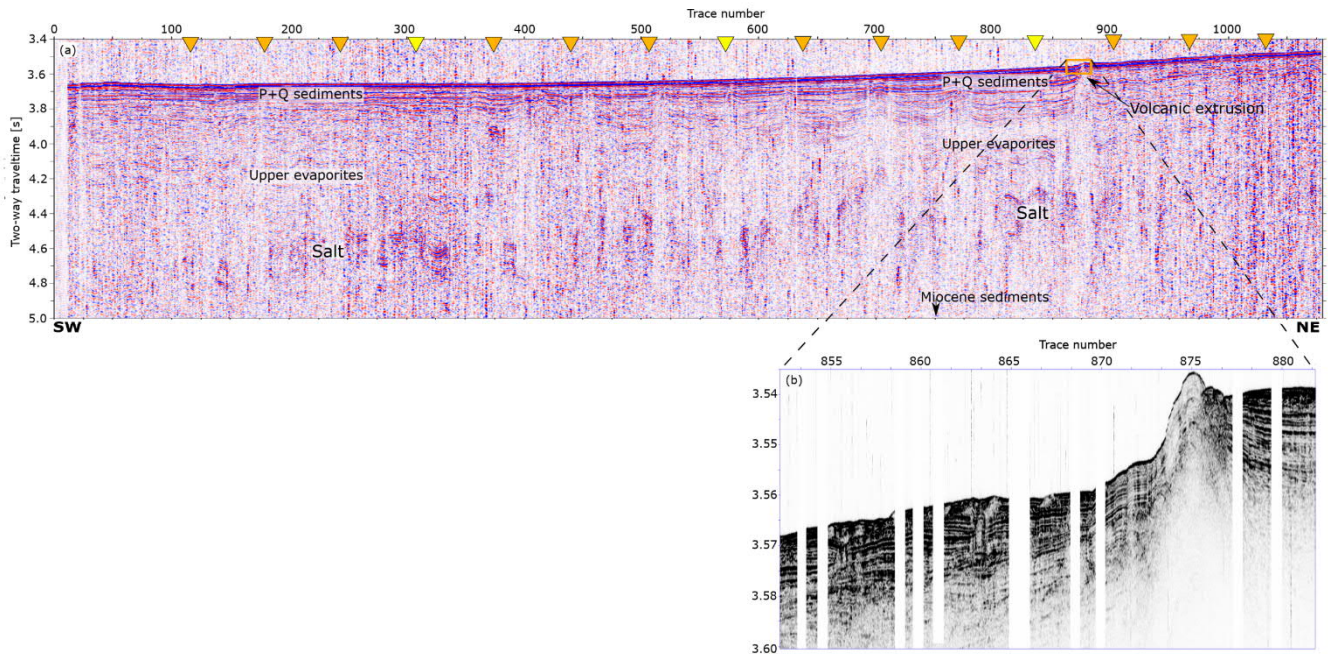 Trace number
0 100 200 300 400 500 600 700 800 900 1000
3.4
(a)
3.6
P+Q sediments
P+Q sediments
3.8
Volcanic extrusion
4.0
Upper evaporites
Upper evaporites
4.2
Two-way traveltime [s]
4.4
Salt
4.6
Salt
4.8
Miocene sediments
5.0
SW
NE
Trace number
855 860 865 870 875 880
(b)
3.54
3.55
3.56
3.57
3.58
3.60